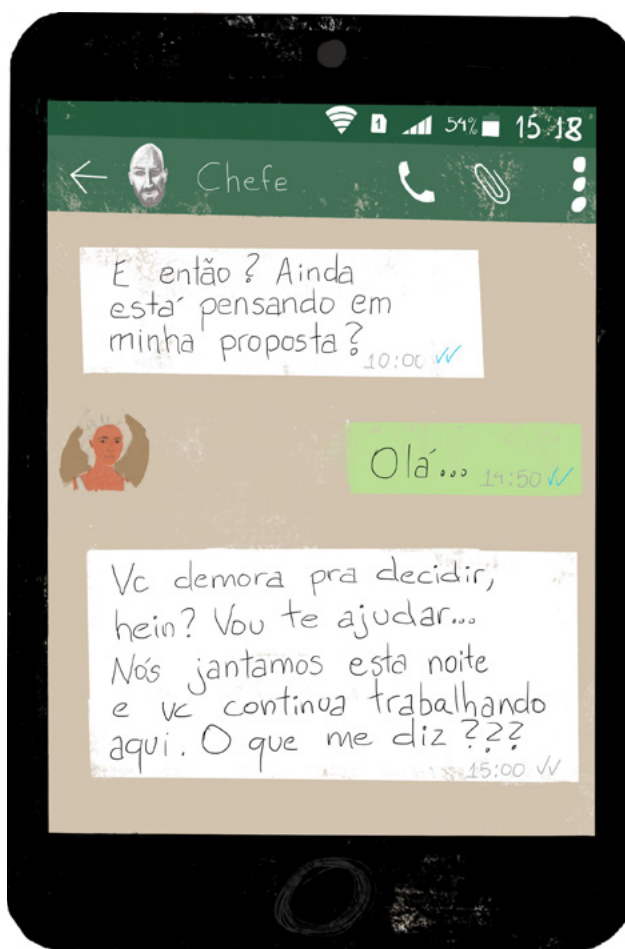 1 54% 15:18
Chefe
E então? Ainda
está pensando em
minha proposta?
10:00
Olá... 14:50
Vc demora pra decidir,
hein? Vou te ajudar...
Nós jantamos esta noite
e vc continua trabalhando
aqui. O que me diz???
15:00